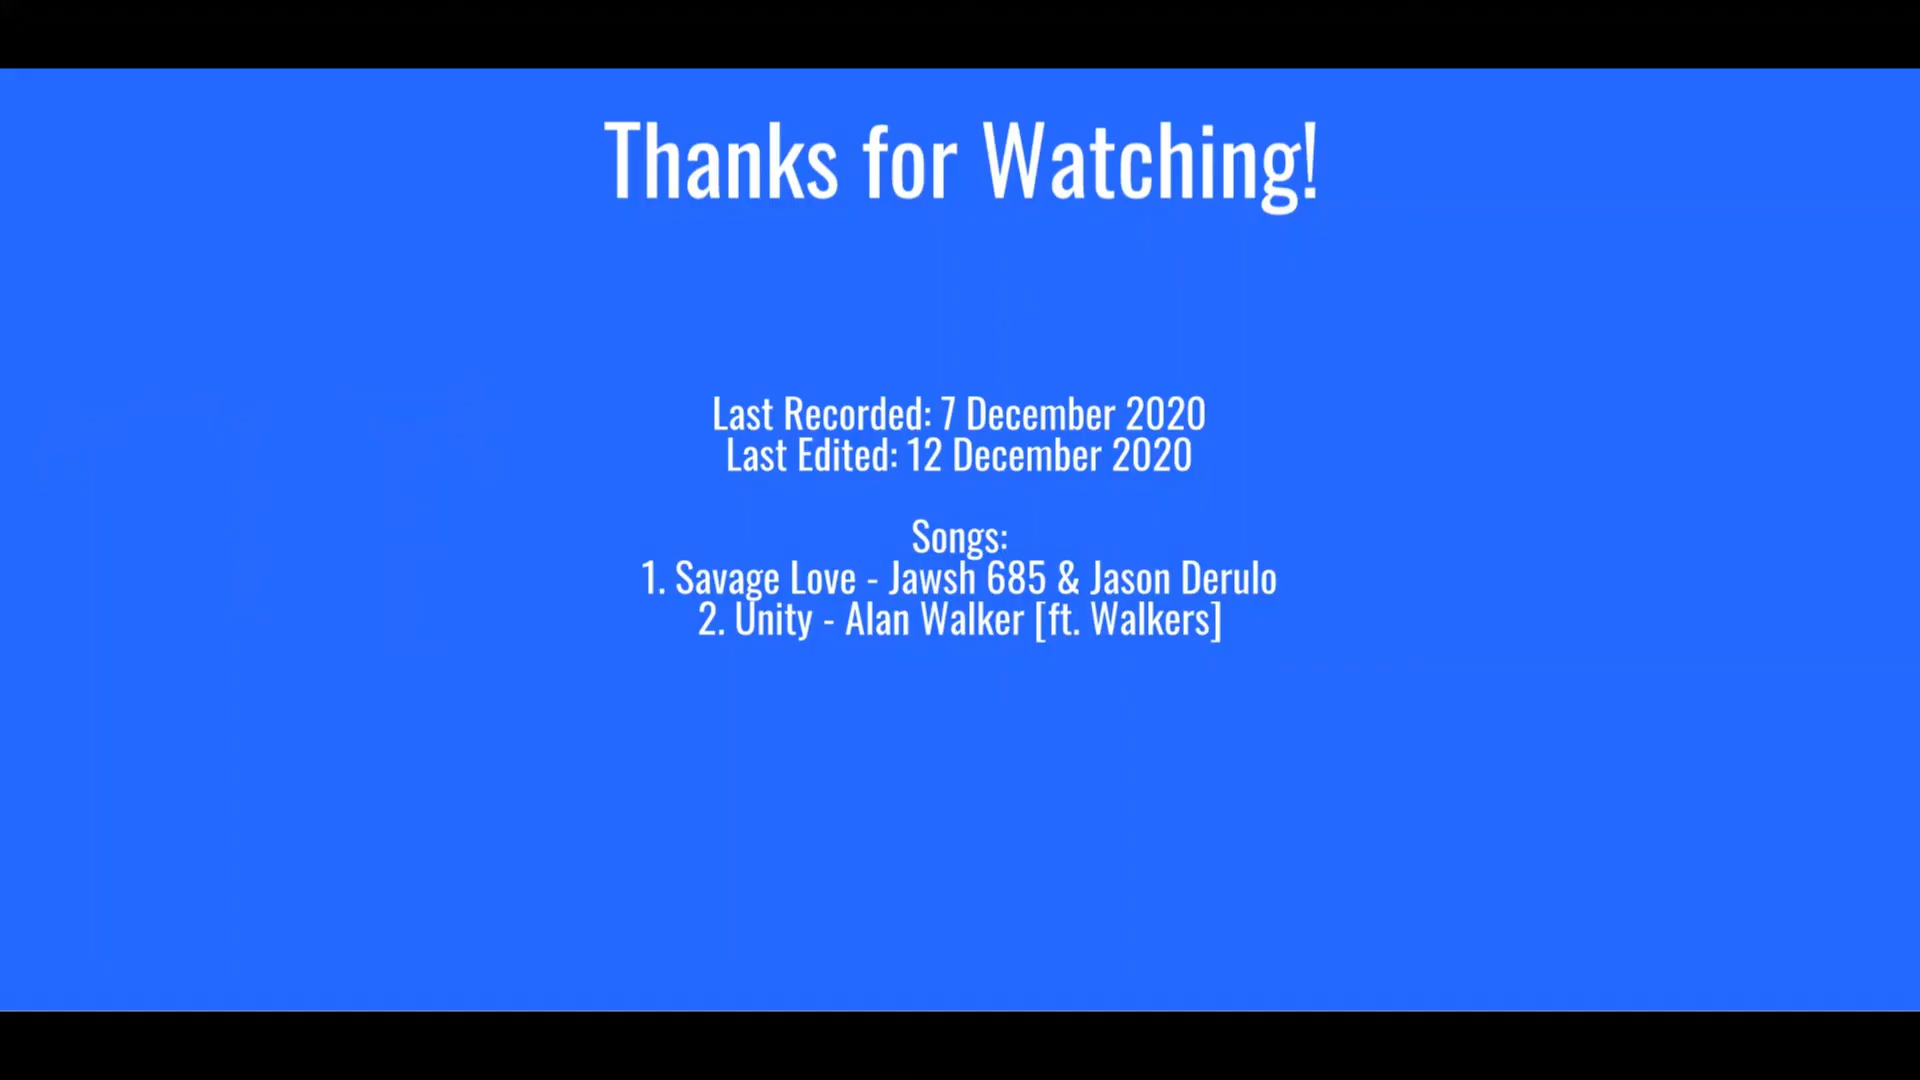 Thanks for Watching!
Last Recorded: 7 December 2020
Last Edited: 12 December 2020
Songs:
1. Savage Love - Jawsh 685 & Jason Derulo
2. Unity - Alan Walker [ft. Walkers]